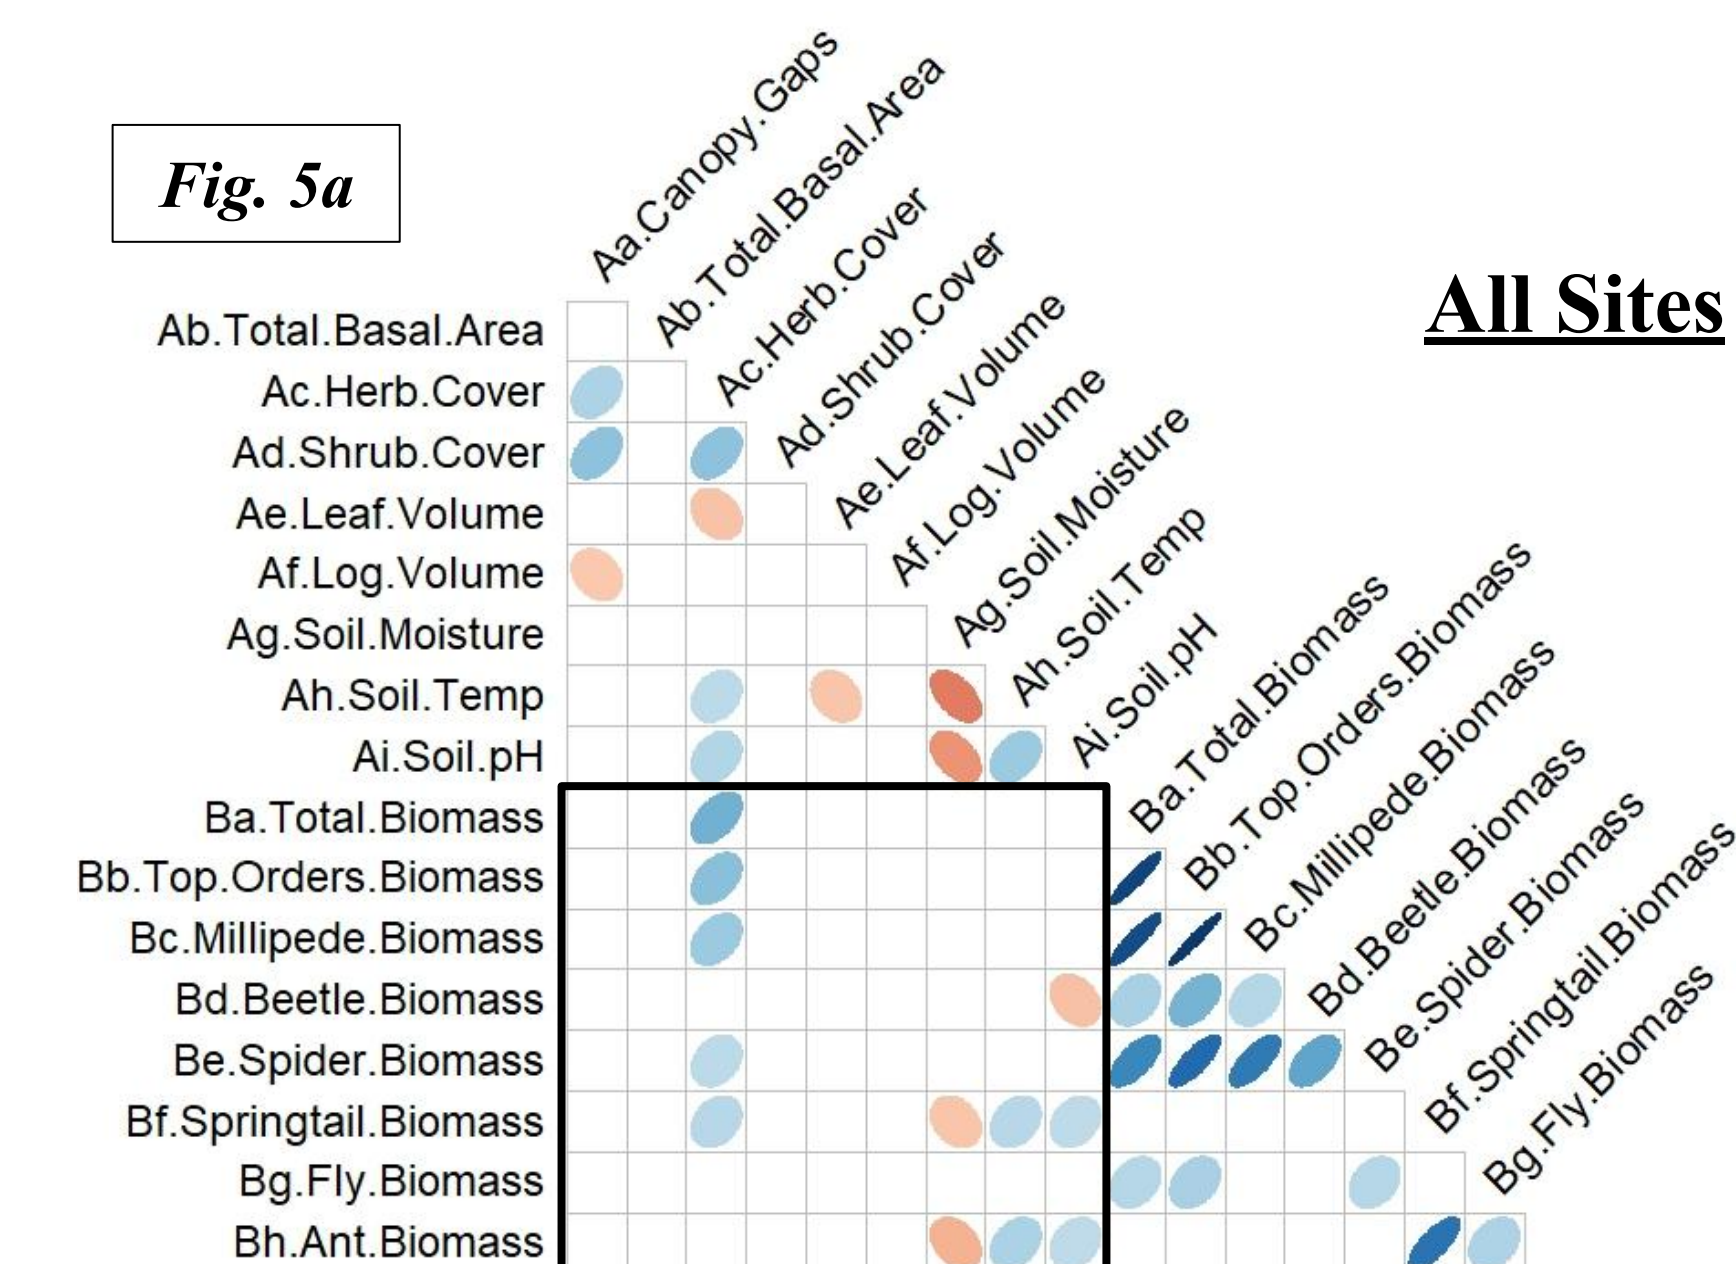 Fig. 5a
All Sites
Aa.Canopy.Gaps
Ab.Total.Basal.Area
Ac.Herb.Cover
Ad.Shrub.Cover
Ae.Leaf.Volume
Af.Log.Volume
Ag.Soil.Moisture
Ah.Soil.Temp
Ai.Soil.pH
Ba.Total.Biomass
Bb.Top.Orders.Biomass
Bc.Millipede.Biomass
Bd.Beetle.Biomass
Be.Spider.Biomass
Bf.Springtail.Biomass
Bg.Fly.Biomass
Ab.Total.Basal.Area
Ac.Herb.Cover
Ad.Shrub.Cover
Ae.Leaf.Volume
Af.Log.Volume
Ag.Soil.Moisture
Ah.Soil.Temp
Ai.Soil.pH
Ba.Total.Biomass
Bb.Top.Orders.Biomass
Bc.Millipede.Biomass
Bd.Beetle.Biomass
Be.Spider.Biomass
Bf.Springtail.Biomass
Bg.Fly.Biomass
Bh.Ant.Biomass